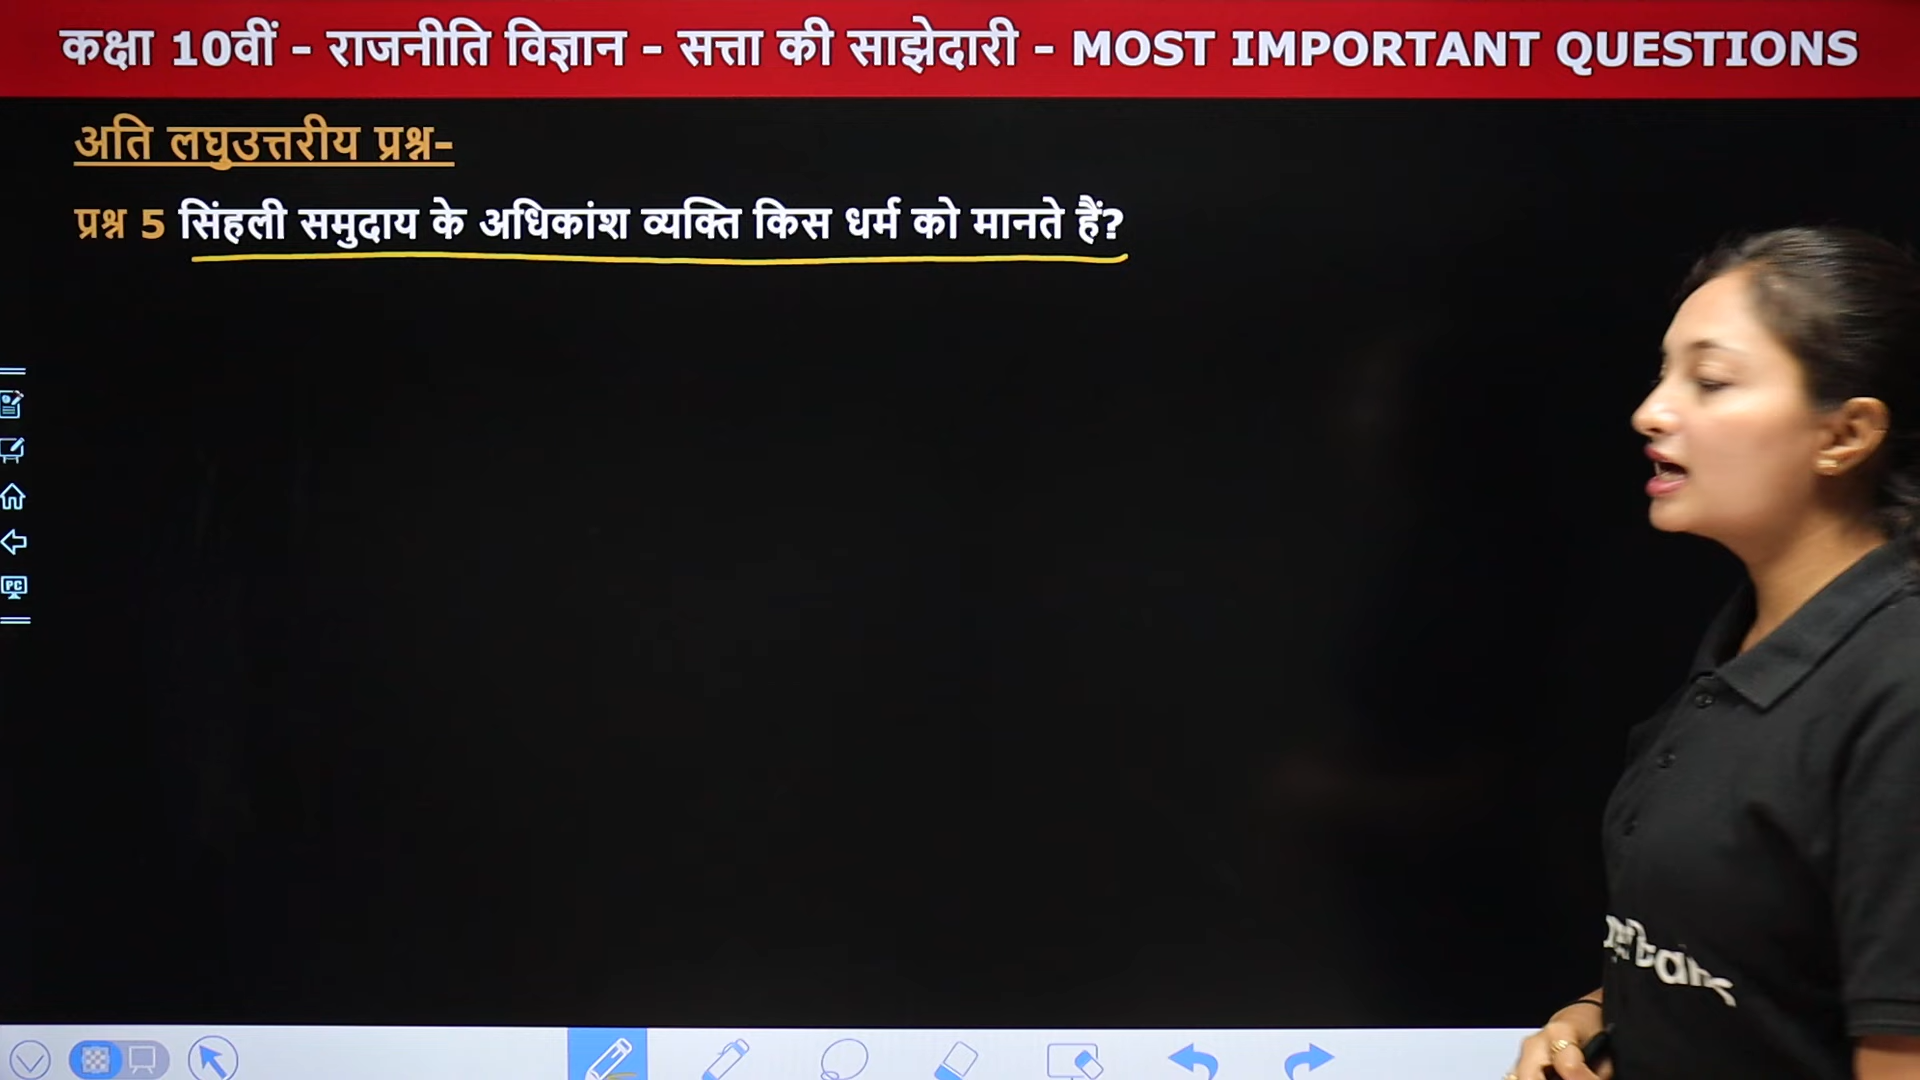 कक्षा 10वीं - राजनीति विज्ञान - सत्ता की साझेदारी - MOST IMPORTANT QUESTIONS
अति लघुउत्तरीय प्रश्न-
प्रश्न 5 सिंहली समुदाय के अधिकांश व्यक्ति किस धर्म को मानते हैं?
PC